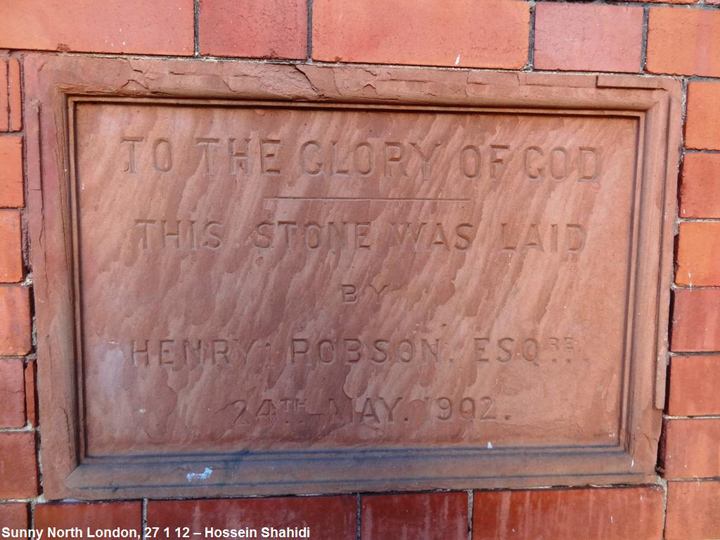 TO THE GLORY OF GOD
THIS STONE WAS LAID
BY
HENRY POBSON. ESQRE.
24TH MAY. 1902.
Sunny North London, 27 1 12 – Hossein Shahidi